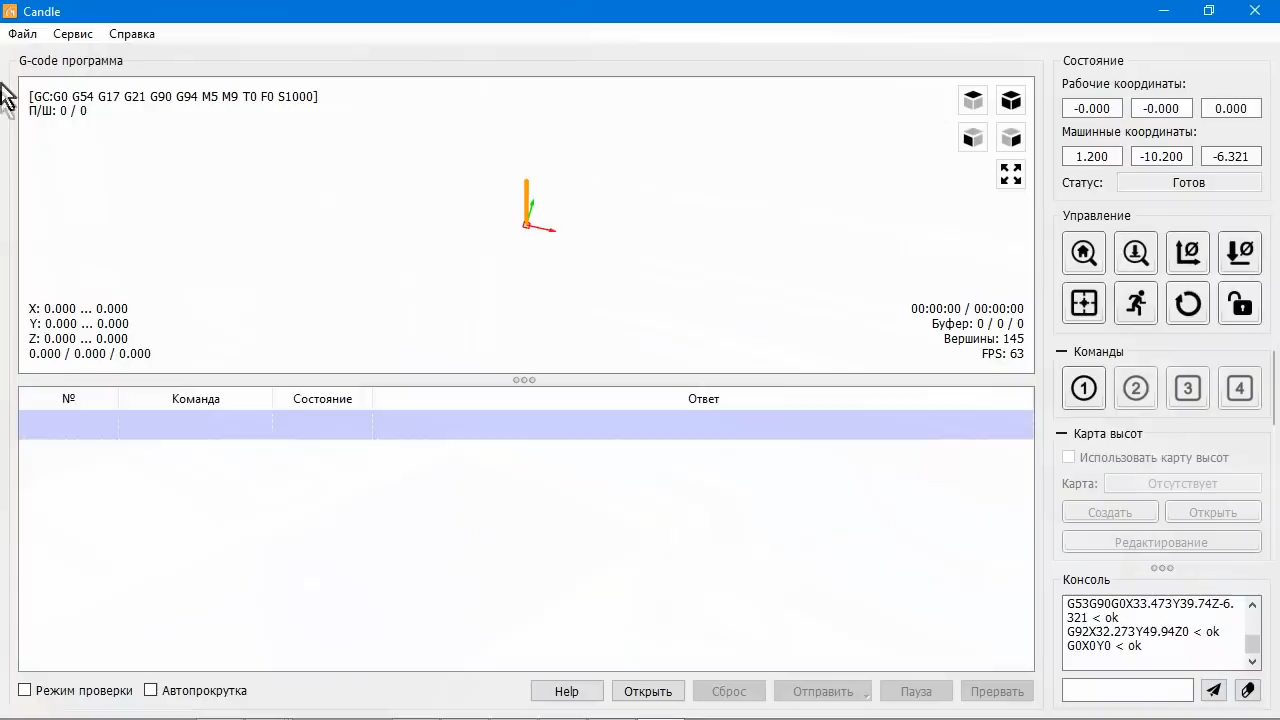 Candle
Файл Сервис Справка
G-code программа
[GC:G0 G54 G17 G21 G90 G94 M5 M9 T0 F0 S1000]
П/Ш: 0 / 0
X: 0.000 ... 0.000
Y: 0.000 ... 0.000
Z: 0.000 ... 0.000
0.000 / 0.000 / 0.000
00:00:00 / 00:00:00
Буфер: 0 / 0 / 0
Вершины: 145
FPS: 63
№ Команда Состояние Ответ
Режим проверки Автопрокрутка Help Открыть Сброс Отправить Пауза Прервать
Состояние
Рабочие координаты:
-0.000 -0.000 0.000
Машинные координаты:
1.200 -10.200 -6.321
Статус: Готов
Управление
Команды
1 2 3 4
Карта высот
Использовать карту высот
Карта: Отсутствует
Создать Открыть
Редактирование
Консоль
G53G90G0X33.473Y39.74Z-6.
321 < ok
G92X32.273Y49.94Z0 < ok
G0X0Y0 < ok